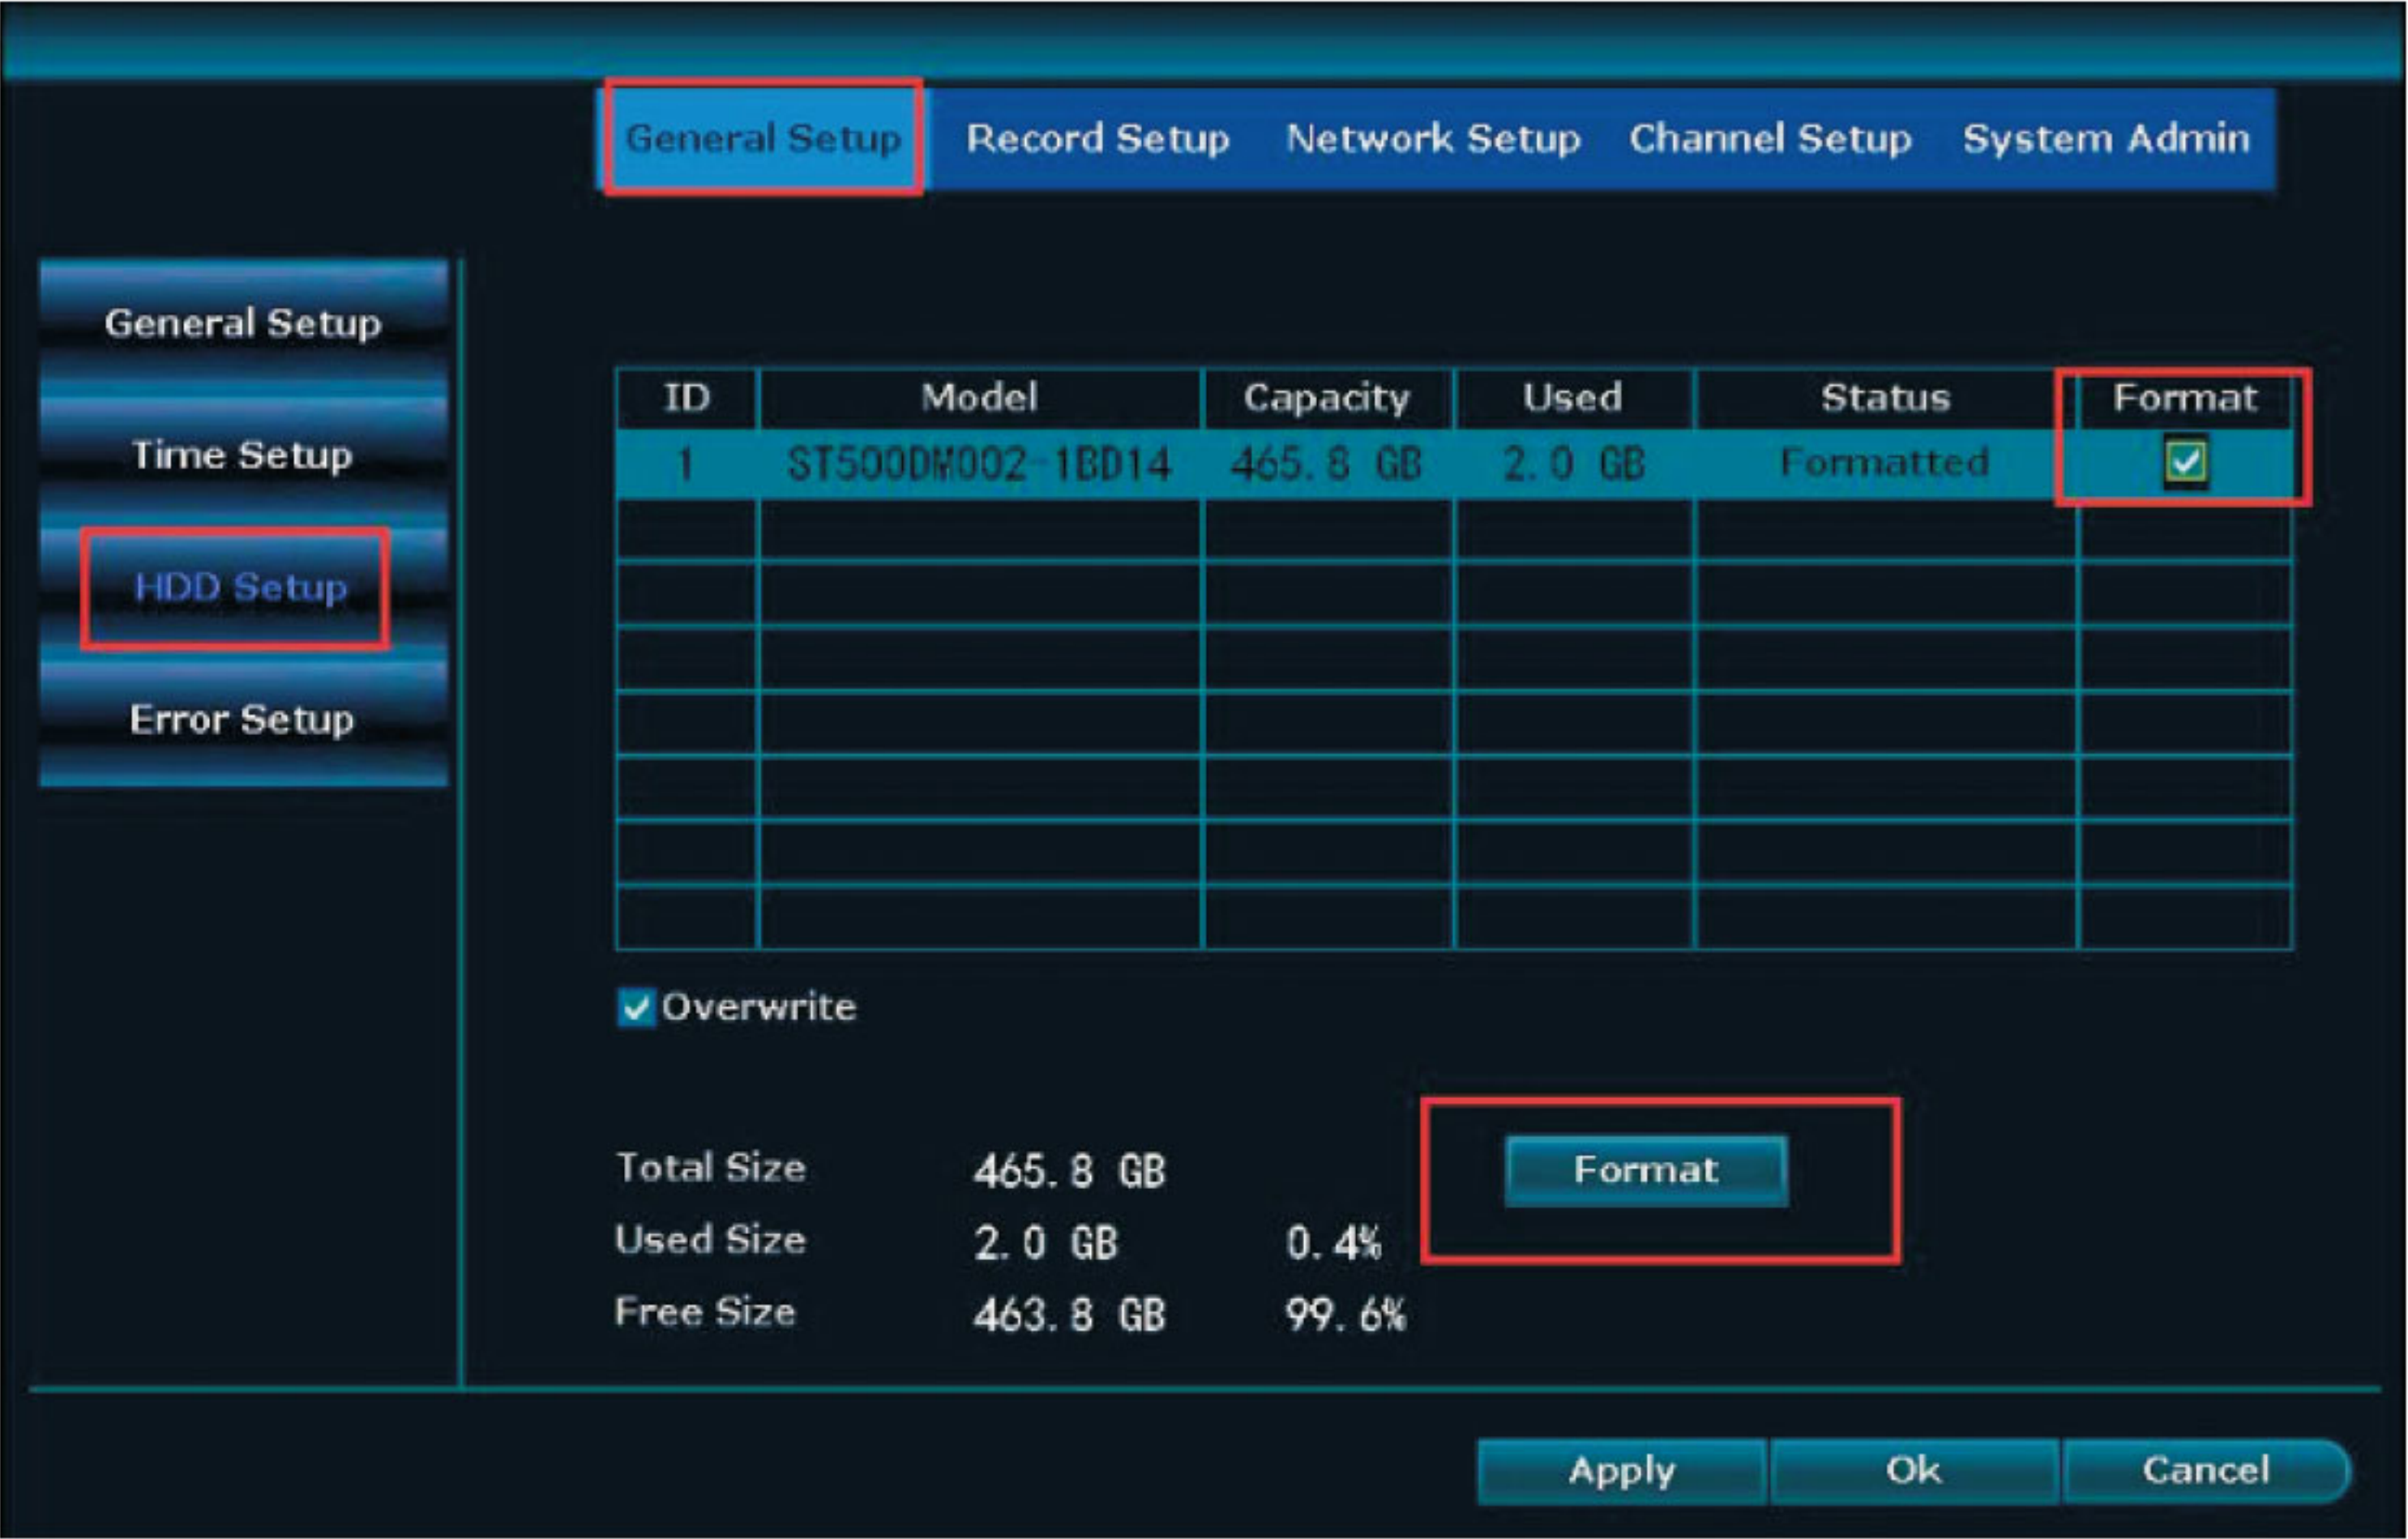 General Setup Record Setup Network Setup Channel Setup System Admin
General Setup
Time Setup
HDD Setup
Error Setup
ID Model Capacity Used Status Format
1 ST500DM002-1BD14 465.8 GB 2.0 GB Formatted
Overwrite
Total Size 465.8 GB Format
Used Size 2.0 GB 0.4%
Free Size 463.8 GB 99.6%
Apply Ok Cancel